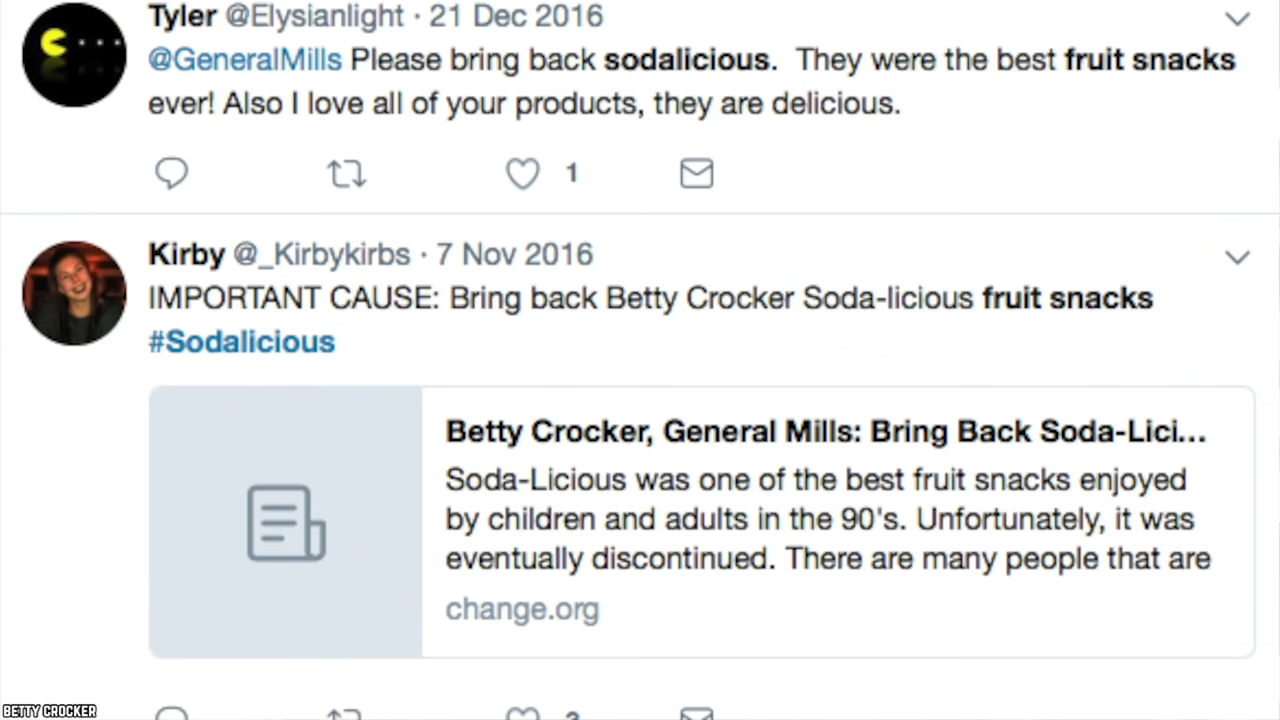 Tyler @Elysianlight · 21 Dec 2016
@GeneralMills Please bring back sodalicious. They were the best fruit snacks
ever! Also I love all of your products, they are delicious.
1
Kirby @_Kirbykirbs · 7 Nov 2016
IMPORTANT CAUSE: Bring back Betty Crocker Soda-licious fruit snacks
#Sodalicious
Betty Crocker, General Mills: Bring Back Soda-Lici...
Soda-Licious was one of the best fruit snacks enjoyed
by children and adults in the 90's. Unfortunately, it was
eventually discontinued. There are many people that are
change.org
BETTY CROCKER